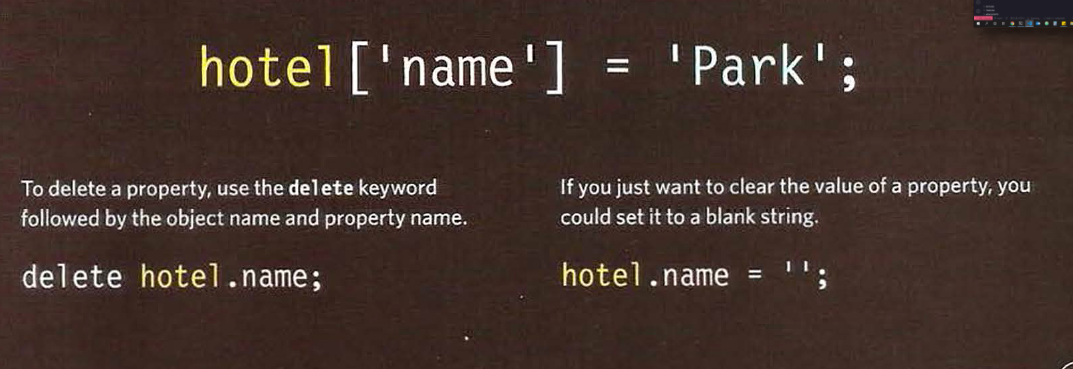 hotel['name'] = 'Park';
To delete a property, use the delete keyword
followed by the object name and property name.
delete hotel.name;
If you just want to clear the value of a property, you
could set it to a blank string.
hotel.name = '';